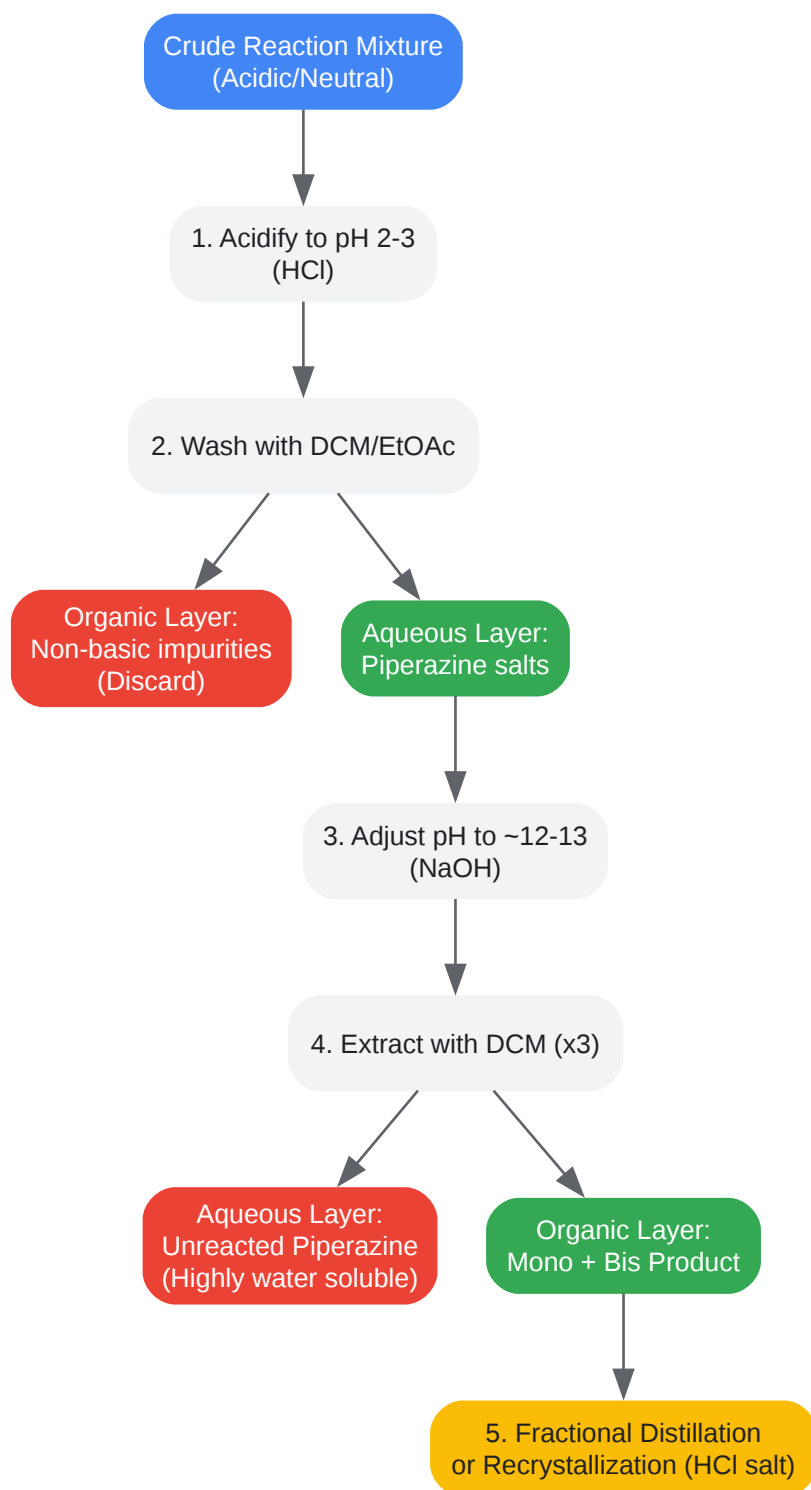 Crude Reaction Mixture
(Acidic/Neutral)
1. Acidify to pH 2-3
(HCl)
2. Wash with DCM/EtOAc
Organic Layer:
Non-basic impurities
(Discard)
Aqueous Layer:
Piperazine salts
3. Adjust pH to ~12-13
(NaOH)
4. Extract with DCM (x3)
Aqueous Layer:
Unreacted Piperazine
(Highly water soluble)
Organic Layer:
Mono + Bis Product
5. Fractional Distillation
or Recrystallization (HCl salt)